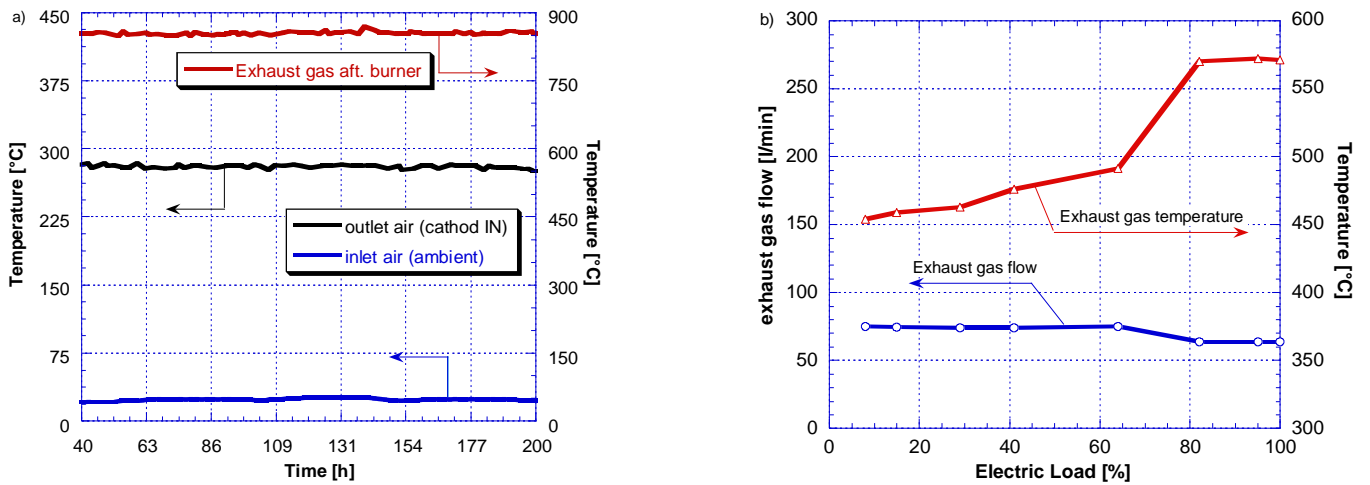 a)
450
375
300
225
150
75
0
Temperature [°C]
900
750
600
450
300
150
0
Temperature
[°C]
Exhaust gas aft. burner
outlet air (cathod IN)
inlet air (ambient)
40 63 86 109 131 154 177 200
Time [h]
b)
300
250
200
150
100
50
0
exhaust gas flow [l/min]
600
500
400
350
300
Temperature [°C]
Exhaust gas temperature
Exhaust gas flow
0 20 40 60 80 100
Electric Load [%]